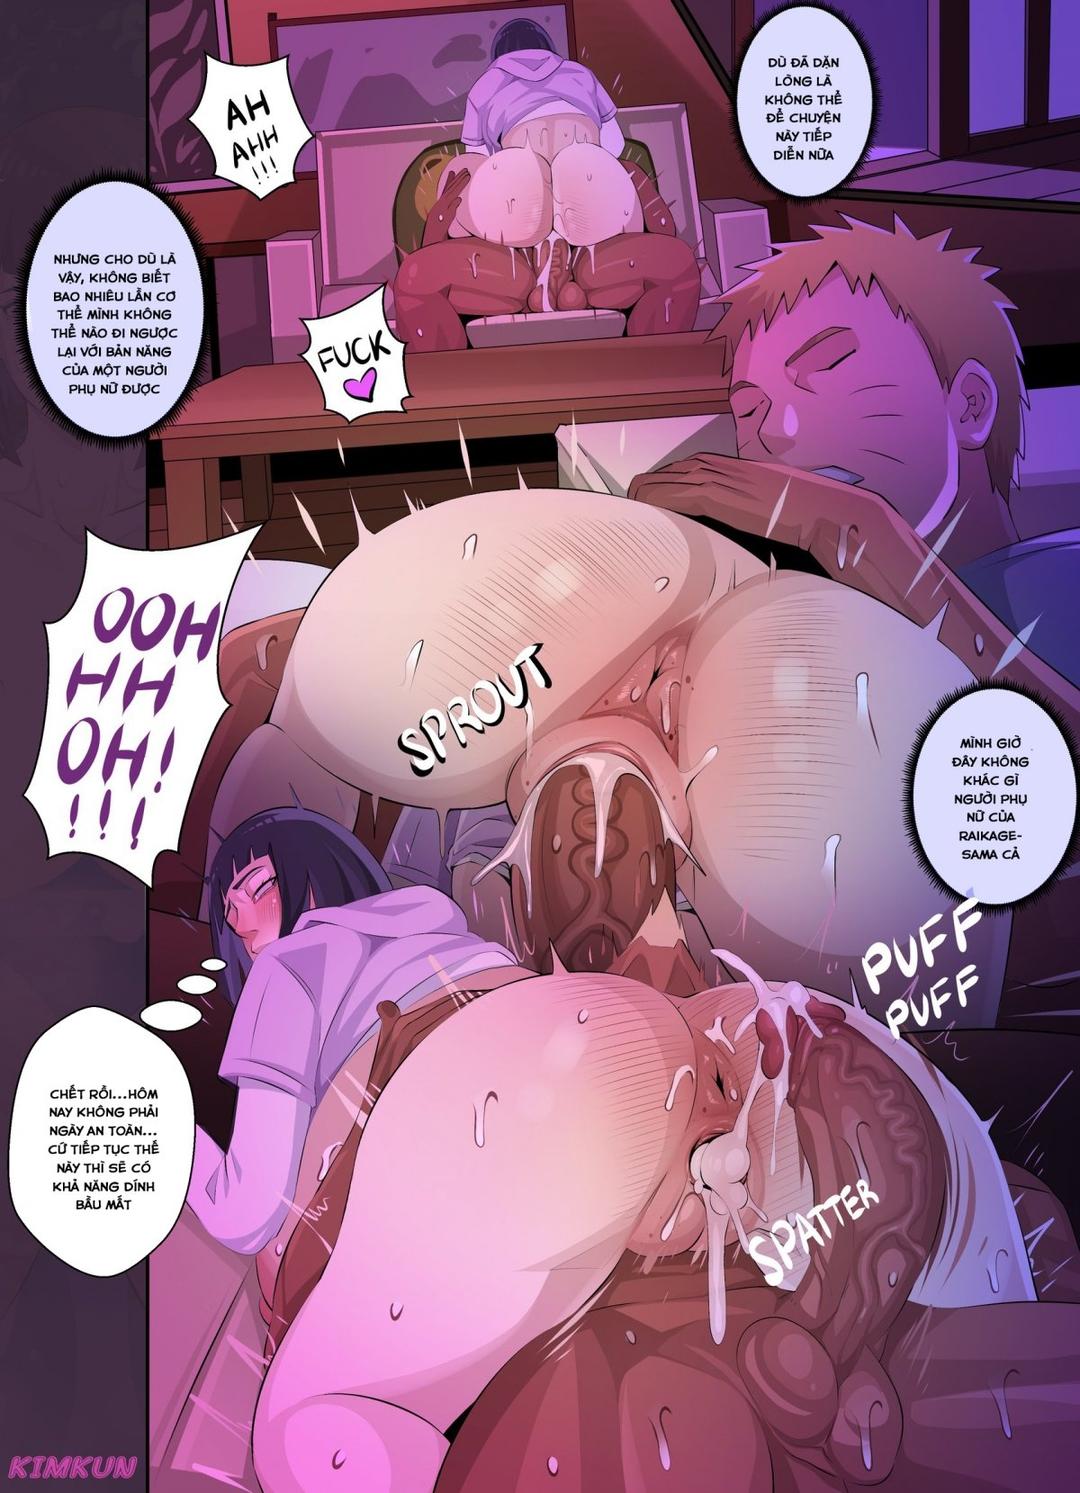 AH
AHH
!!!
DÙ ĐÃ DẶN
LÒNG LÀ
KHÔNG THỂ
ĐỂ CHUYỆN
NÀY TIẾP
DIỄN NỮA
NHƯNG CHO DÙ LÀ
VẬY, KHÔNG BIẾT
BAO NHIÊU LẦN CƠ
THỂ MÌNH KHÔNG
THỂ NÀO ĐI NGƯỢC
LẠI VỚI BẢN NĂNG
CỦA MỘT NGƯỜI
PHỤ NỮ ĐƯỢC
FUCK
OOH
HH
OH!
!!!¡
SPROUT
MÌNH GIỜ
ĐÂY KHÔNG
KHÁC GÌ
NGƯỜI PHỤ
NỮ CỦA
RAIKAGE-
SAMA CẢ
PUFF
PUFF
CHẾT RỒI...HÔM
NAY KHÔNG PHẢI
NGÀY AN TOÀN...
CỨ TIẾP TỤC THẾ
NÀY THÌ SẼ CÓ
KHẢ NĂNG DÍNH
BẦU MẤT
SPATTER
KIMKUN